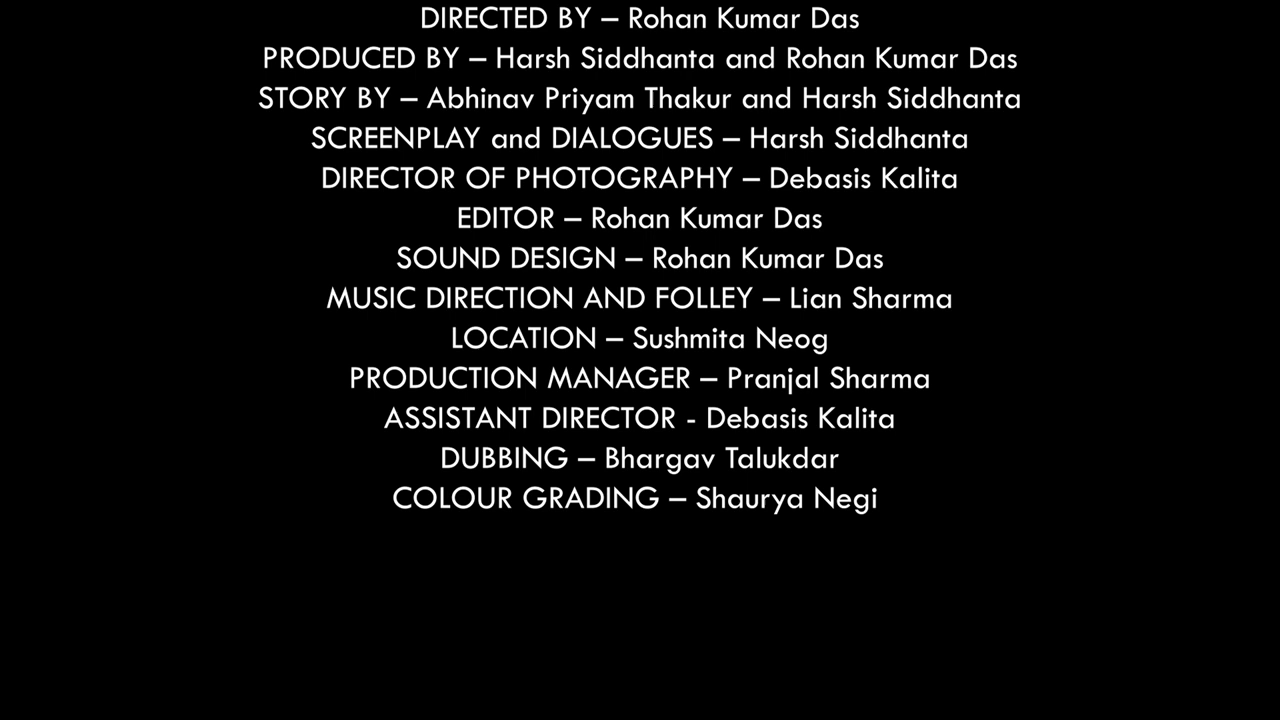 DIRECTED BY – Rohan Kumar Das
PRODUCED BY – Harsh Siddhanta and Rohan Kumar Das
STORY BY – Abhinav Priyam Thakur and Harsh Siddhanta
SCREENPLAY and DIALOGUES – Harsh Siddhanta
DIRECTOR OF PHOTOGRAPHY – Debasis Kalita
EDITOR – Rohan Kumar Das
SOUND DESIGN – Rohan Kumar Das
MUSIC DIRECTION AND FOLLEY – Lian Sharma
LOCATION – Sushmita Neog
PRODUCTION MANAGER – Pranjal Sharma
ASSISTANT DIRECTOR - Debasis Kalita
DUBBING – Bhargav Talukdar
COLOUR GRADING – Shaurya Negi